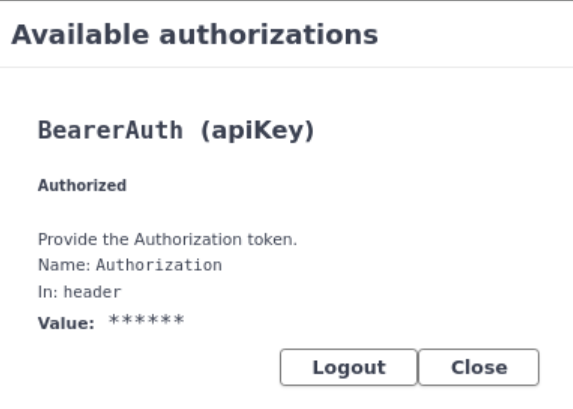 Available authorizations
BearerAuth (apiKey)
Authorized
Provide the Authorization token.
Name: Authorization
In: header
Value: ******
Logout Close